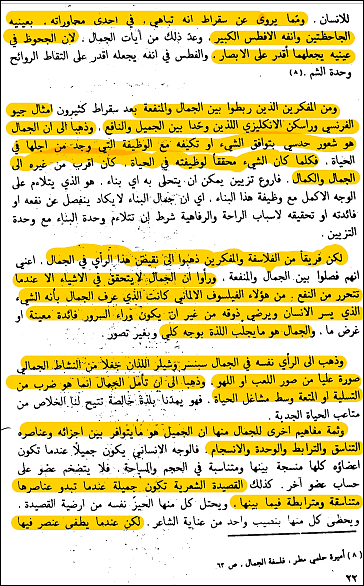 للانسان . ومما يروى عن سقراط انه تباهى ، في احدى محاوراته ، بعينيه
الجاحظتين وانفه الافطس الكبير . وعدّ ذلك من آيات الجمال . لان الجحوظ في
عينيه يجعلهما أقدر على الابصار . والفطس في انفه يجعله اقدر على التقاط الروائح
وحدة الشم . (٨)
ومن المفكرين الذين ربطوا بين الجمال والمنفعة بعد سقراط كثيرون امثال جيو
الفرنسي وراسكن الانكليزي اللذين وحّدا بين الجميل والنافع . وذهبا الى ان الجمال
هو شعور حدسي بتوافق الشيء او تكيفه مع الوظيفة التي وجد من اجلها في
الحياة . فكلما كان الشيء محققاً لوظيفته في الحياة ، كان اقرب من غيره الى
الجمال والكمال . فاروع تزيين يمكن ان يتحلى به اي بناء . هو الذي يتلاءم على
الوجه الاكمل مع وظيفة هذا البناء . اي ان جمال البناء لا يكاد ينفصل عن نفعه او
فائدته او تحقيقه لاسباب الراحة والرفاهية شرط ان تتلاءم وحدة البناء مع وحدة
التزيين .
لكن فريقاً من الفلاسفة والمفكرين ذهبوا الى نقيض هذا الرأي في الجمال . اعني
انهم فصلوا بين الجمال والمنفعة . ورأوا ان الجمال لا يتحقق في الاشياء الا عندما
تتحرر من النفع . من هؤلاء الفيلسوف الالماني كانت الذي عرف الجمال بأنه الشيء
الذي يسر الانسان ويرضي ذوقه من غير ان يكون وراء السرور فائدة معينة او
غرض ما . والجمال هو ما يجلب اللذة بوجه كلي وبغير تصور
وذهب الى الرأي نفسه في الجمال سبنسر وشيلر اللذان جعلا من النشاط الجمالي
صورة عليا من صور اللعب او اللهو . وذهبا الى ان تأمل الجمال انما هو ضرب من
التسلية او المتعة وسط مشاغل الحياة . فهو يمدنا بلذة خالصة تتيح لنا الخلاص من
متاعب الحياة الجدية .
وثمة مفاهيم اخرى للجمال منها ان الجميل هو ما يتوافر بين اجزائه وعناصره
التناسق والترابط والوحدة والانسجام . فالوجه الانساني يكون جميلاً عندما تكون
اعضاؤه كلها منسجمة بينها ومتناسبة في الحجم والمساحة . فلا يتضخم عضو على
حساب عضو آخر . كذلك القصيدة الشعرية تكون جميلة عندما تبدو عناصرها
متناسقة ومترابطة فيما بينها . ويحتل كل منها الحيز نفسه من ارضية القصيدة .
ويحظى كل منها بنصيب واحد من عناية الشاعر . لكن عندما يطغى عنصر فيها
(٨) أميرة حلمي مطر ، فلسفة الجمال ، ص ٦٣